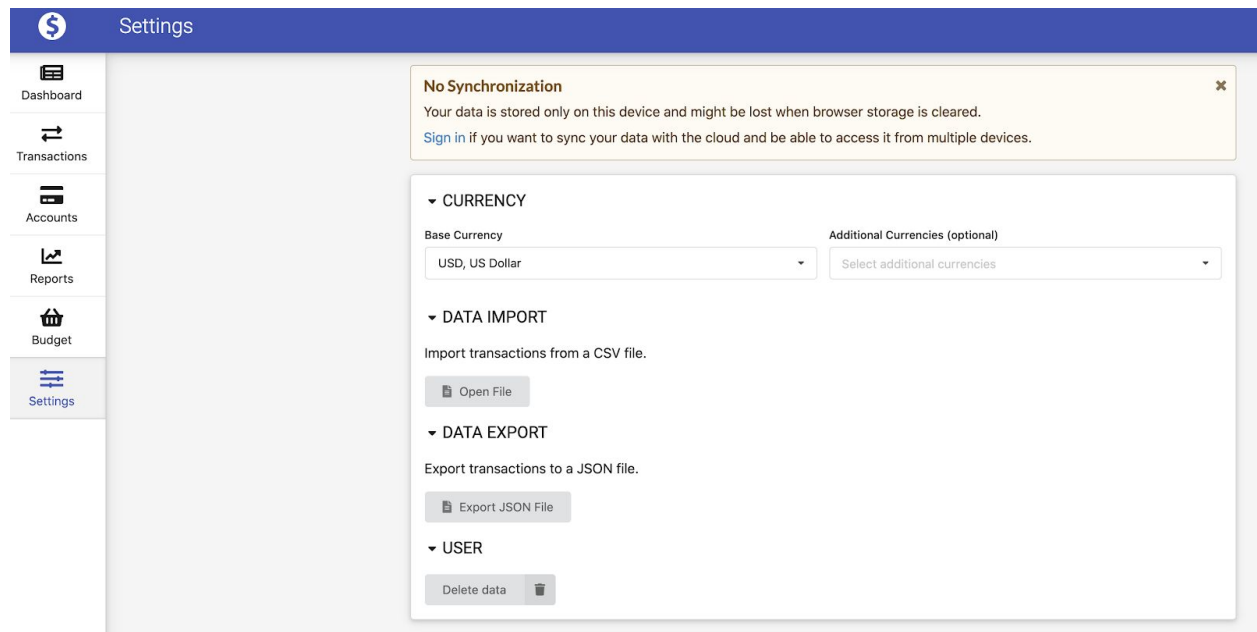 $
Settings
Dashboard
Transactions
Accounts
Reports
Budget
Settings
No Synchronization
Your data is stored only on this device and might be lost when browser storage is cleared.
Sign in if you want to sync your data with the cloud and be able to access it from multiple devices.
CURRENCY
Base Currency
Additional Currencies (optional)
USD, US Dollar
Select additional currencies
DATA IMPORT
Import transactions from a CSV file.
Open File
DATA EXPORT
Export transactions to a JSON file.
Export JSON File
USER
Delete data